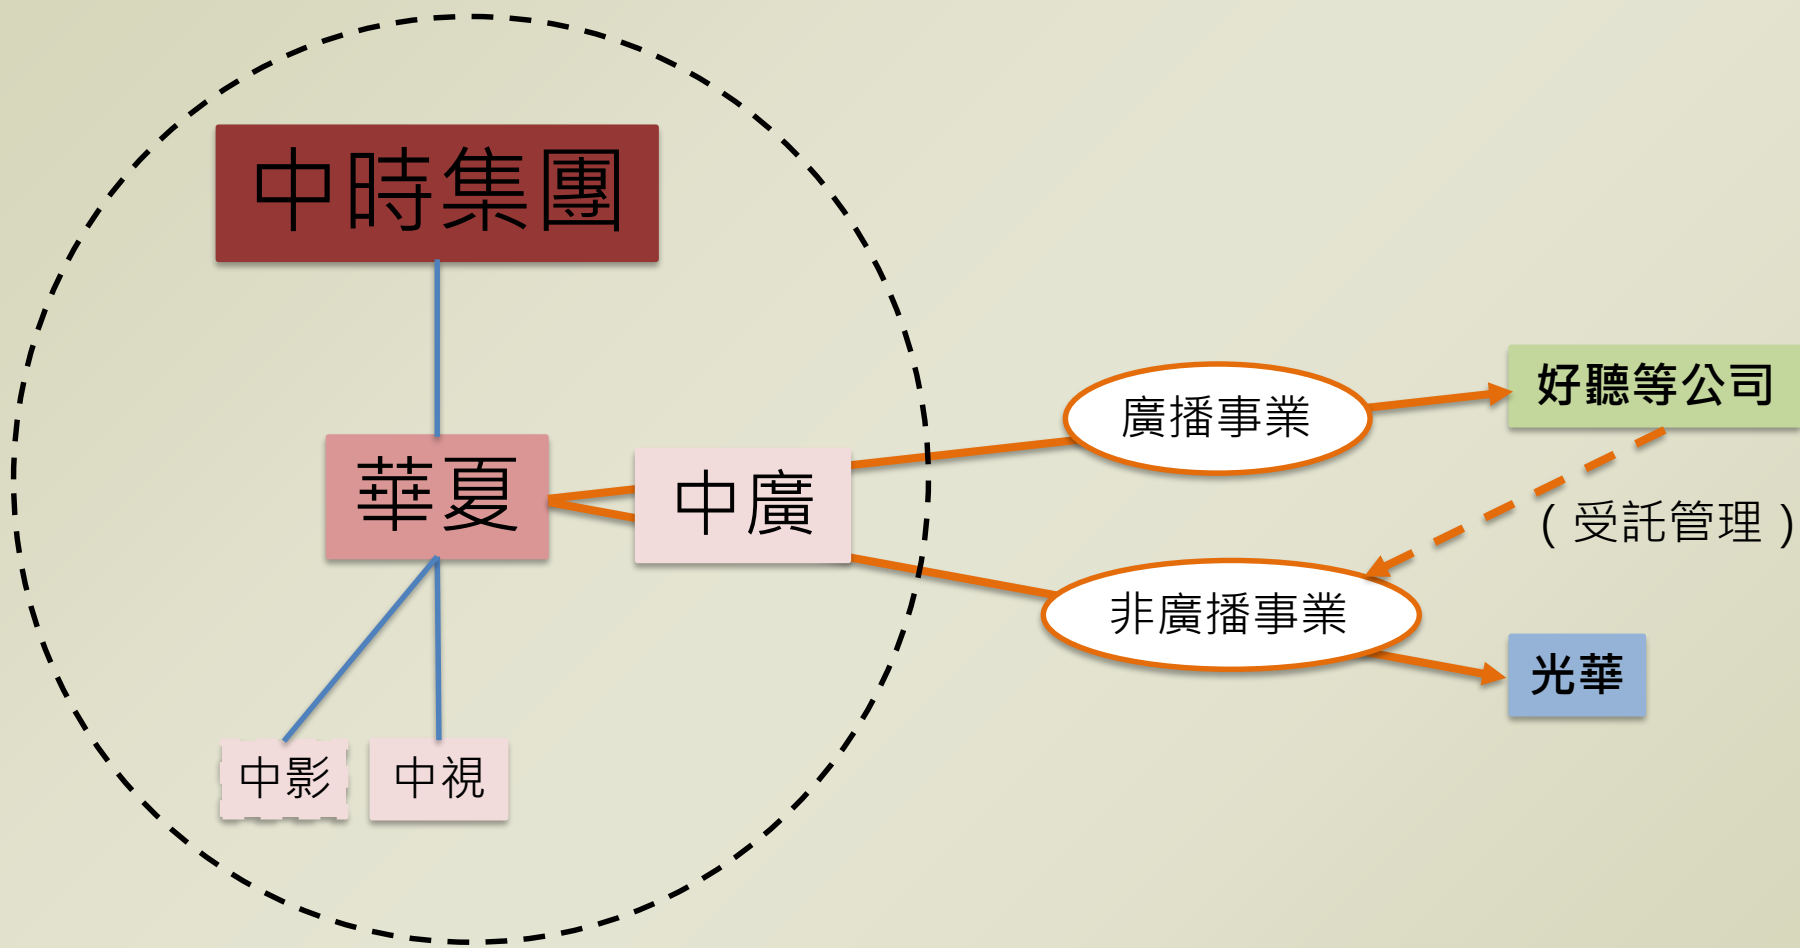 中時集團
華夏
中廣
中影
中視
廣播事業
非廣播事業
好聽等公司
(受託管理)
光華